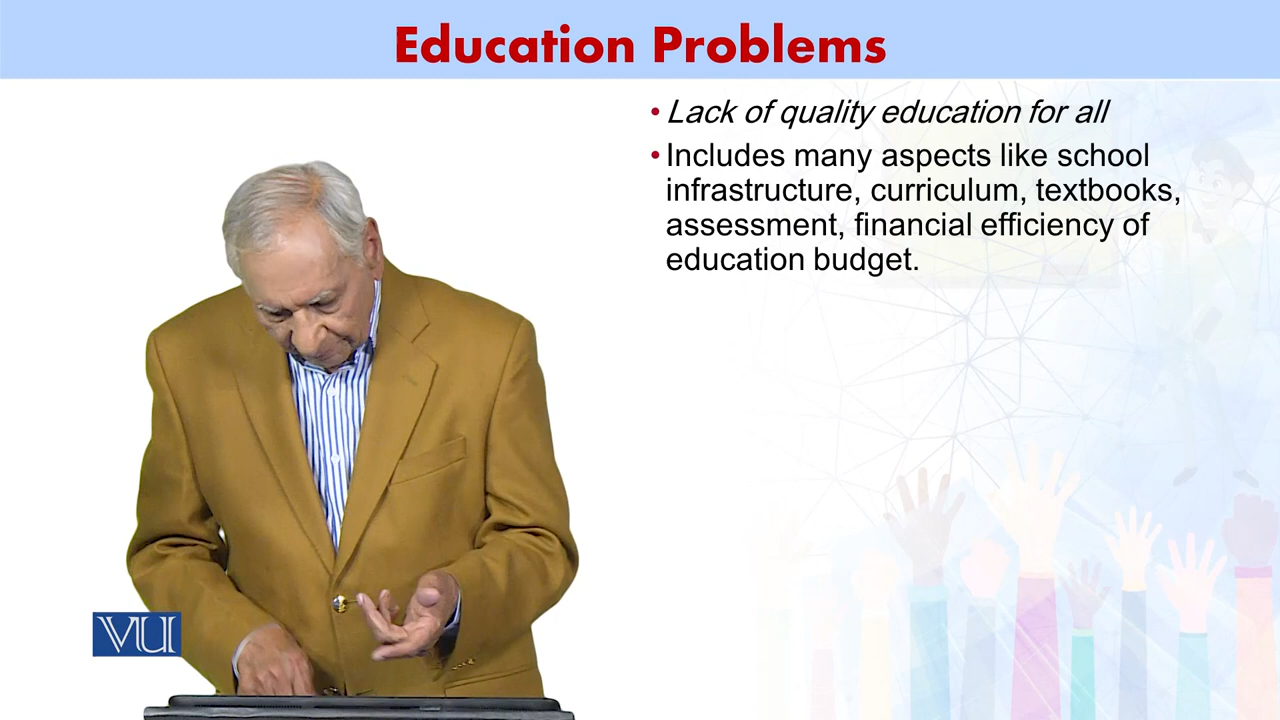 Education Problems
• Lack of quality education for all
• Includes many aspects like school
infrastructure, curriculum, textbooks,
assessment, financial efficiency of
education budget.
VU